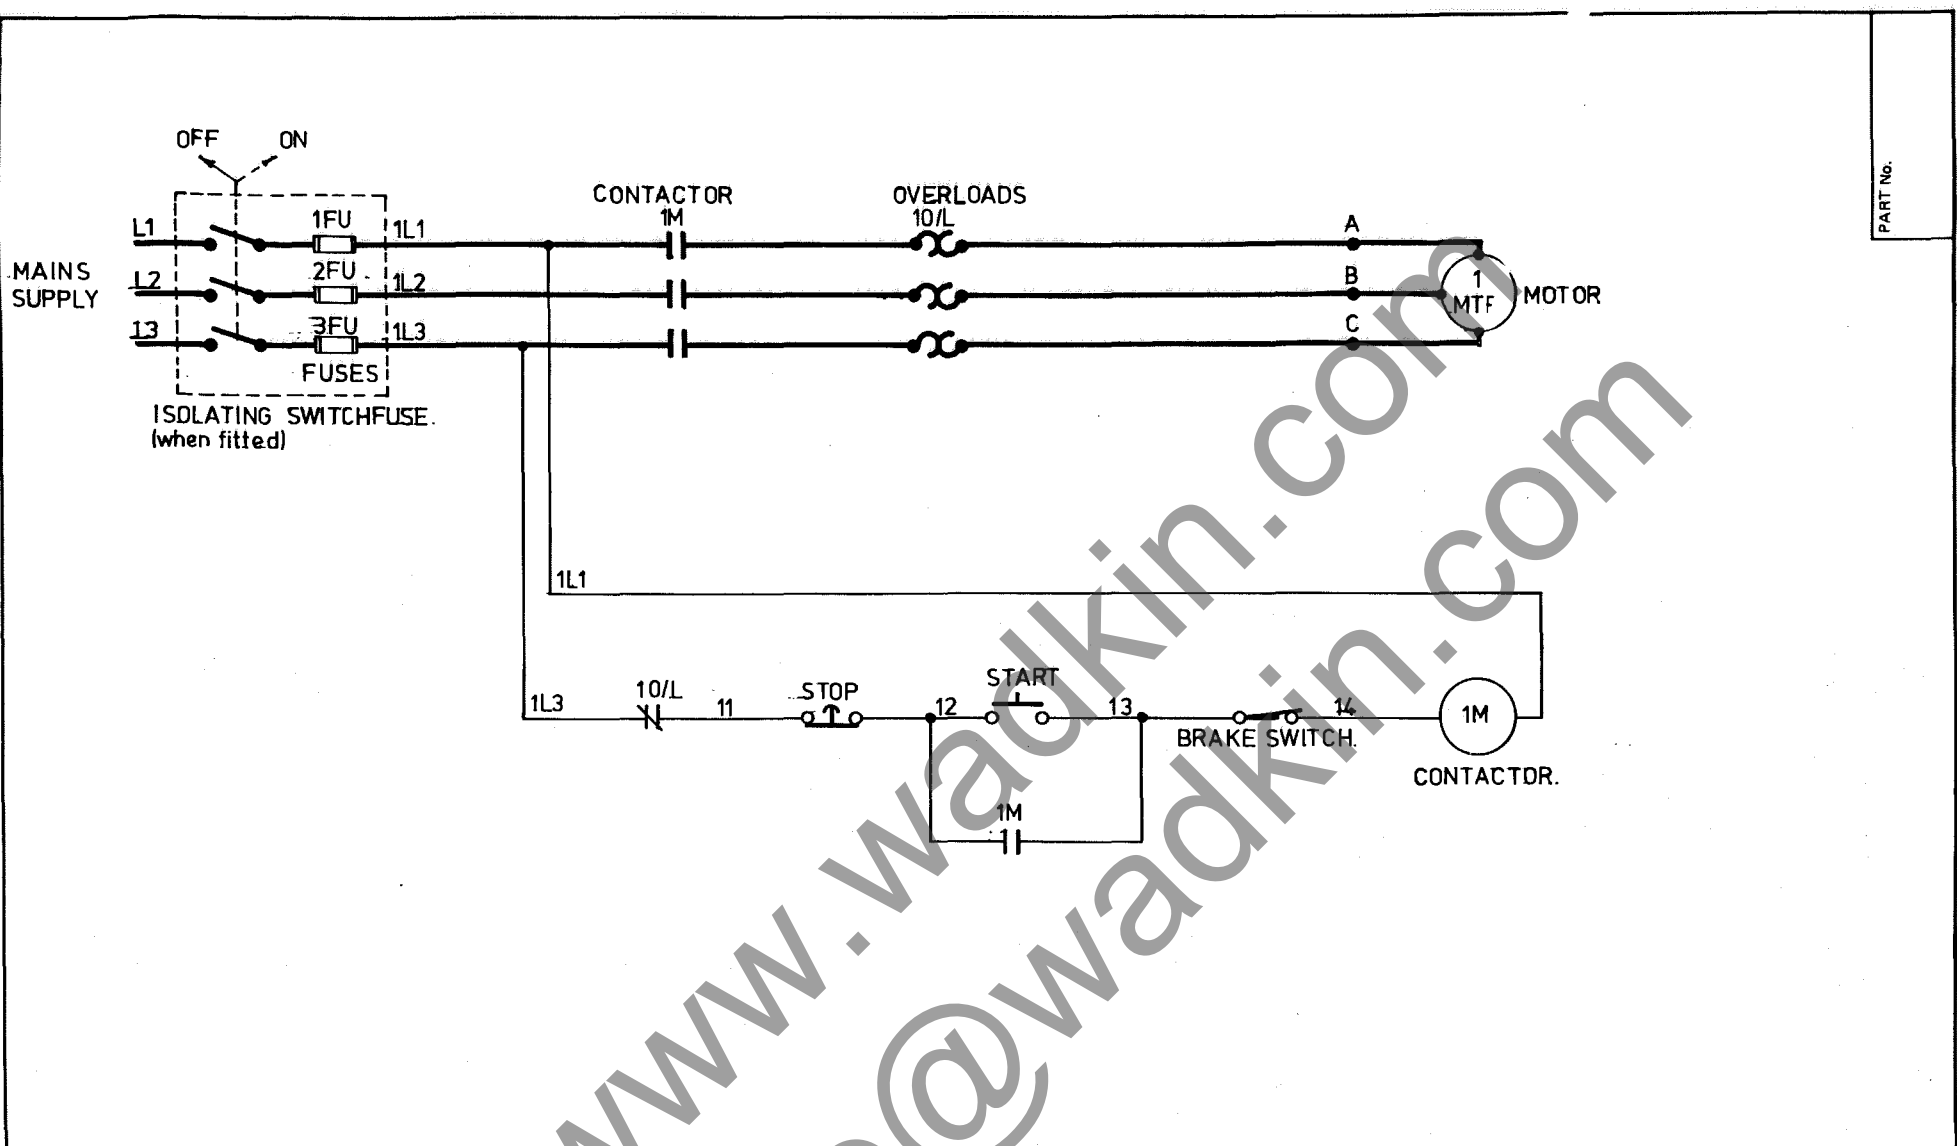 OFF ON
PART No.
CONTACTOR
1M
OVERLOADS
10/L
L1
1FU
1L1
A
MAINS
SUPPLY
L2
2FU
1L2
B
1
MTF
MOTOR
L3
3FU
1L3
C
FUSES
ISOLATING SWITCHFUSE.
(when fitted)
1L1
1L3
10/L
11
STOP
12
START
13
BRAKE SWITCH.
14
1M
CONTACTOR.
1M
www.wadkin.com
@wadkin.com